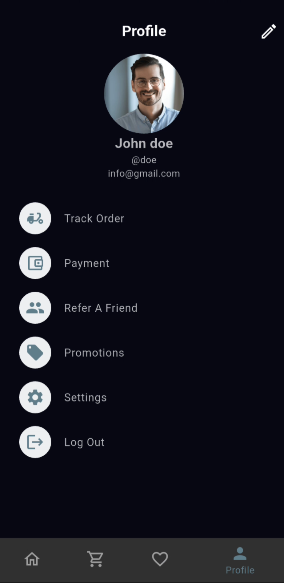 Profile
John doe
@doe
info@gmail.com
Track Order
Payment
Refer A Friend
Promotions
Settings
Log Out
Profile